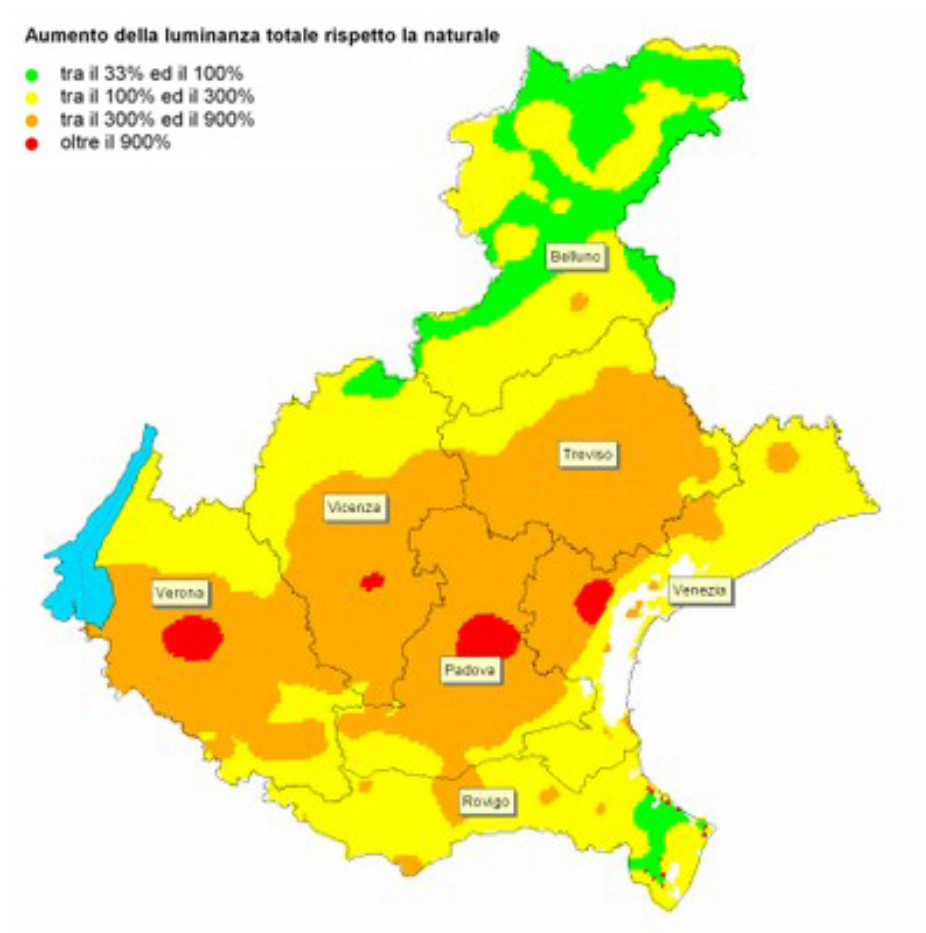 Aumento della luminanza totale rispetto la naturale
tra il 33% ed il 100%
tra il 100% ed il 300%
tra il 300% ed il 900%
oltre il 900%
Belluno
Treviso
Vicenza
Verona
Venezia
Padova
Rovigo